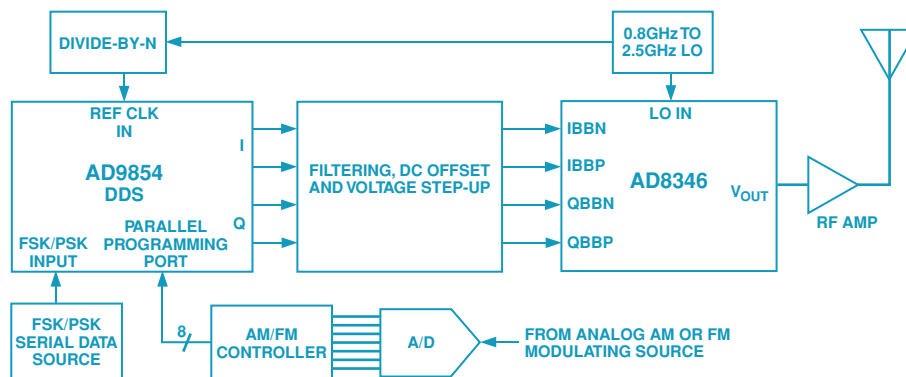 DIVIDE-BY-N
0.8GHz TO
2.5GHz LO
REF CLK
IN
AD9854
DDS
I
Q
FSK/PSK
INPUT
PARALLEL
PROGRAMMING
PORT
FILTERING, DC OFFSET
AND VOLTAGE STEP-UP
IBBN
IBBP
QBBN
QBBP
LO IN
AD8346
VOUT
RF AMP
FSK/PSK
SERIAL DATA
SOURCE
8
AM/FM
CONTROLLER
A/D
FROM ANALOG AM OR FM
MODULATING SOURCE